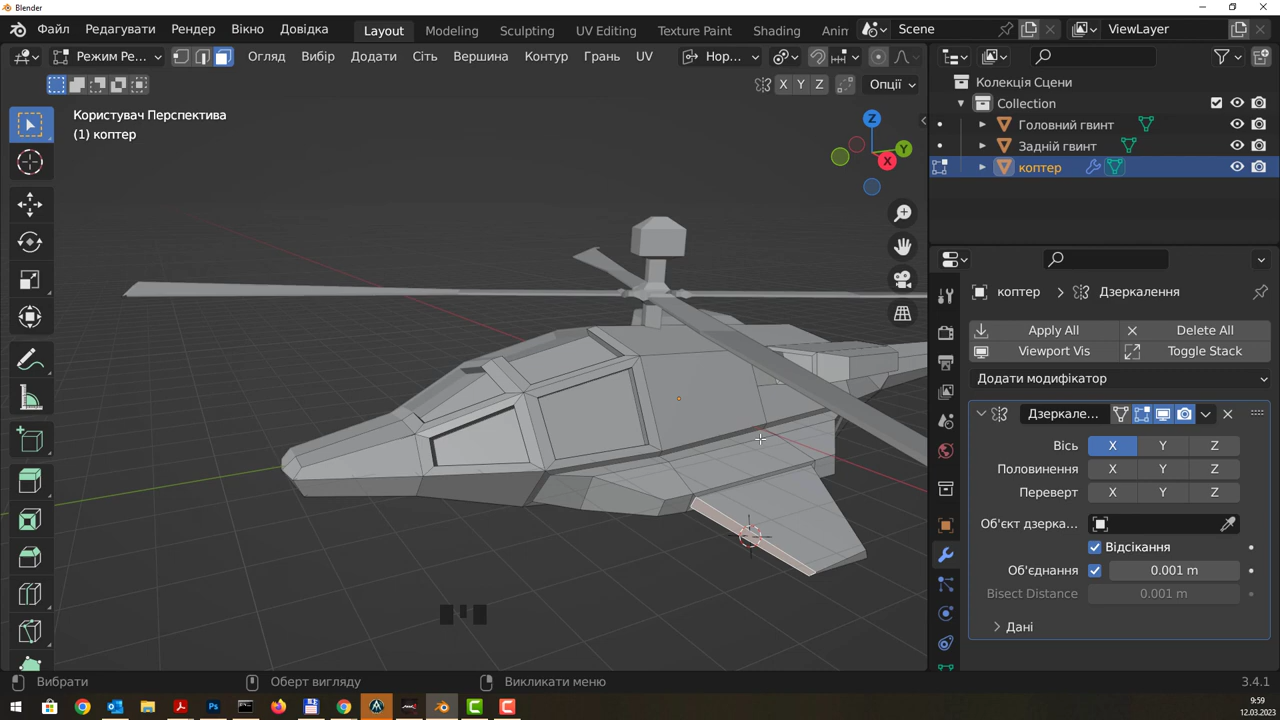 Blender
Файл Редагувати Рендер Вікно Довідка Layout Modeling Sculpting UV Editing Texture Paint Shading Anin Scene ViewLayer
Режим Ре... Огляд Вибір Додати Сіть Вершина Контур Грань UV Нор...
X Y Z Опції
Користувач Перспектива
(1) коптер
Z
Y
X
Колекція Сцени
Collection
Головний гвинт
Задній гвинт
коптер
коптер > Дзеркалення
Apply All Delete All
Viewport Vis Toggle Stack
Додати модифікатор
Дзеркале...
Вісь X Y Z
Половинення X Y Z
Переверт X Y Z
Об'єкт дзерка...
Відсікання
Об'єднання 0.001 m
Bisect Distance 0.001 m
Дані
Вибрати Оберт вигляду Викликати меню 3.4.1
9:59
12.03.2023